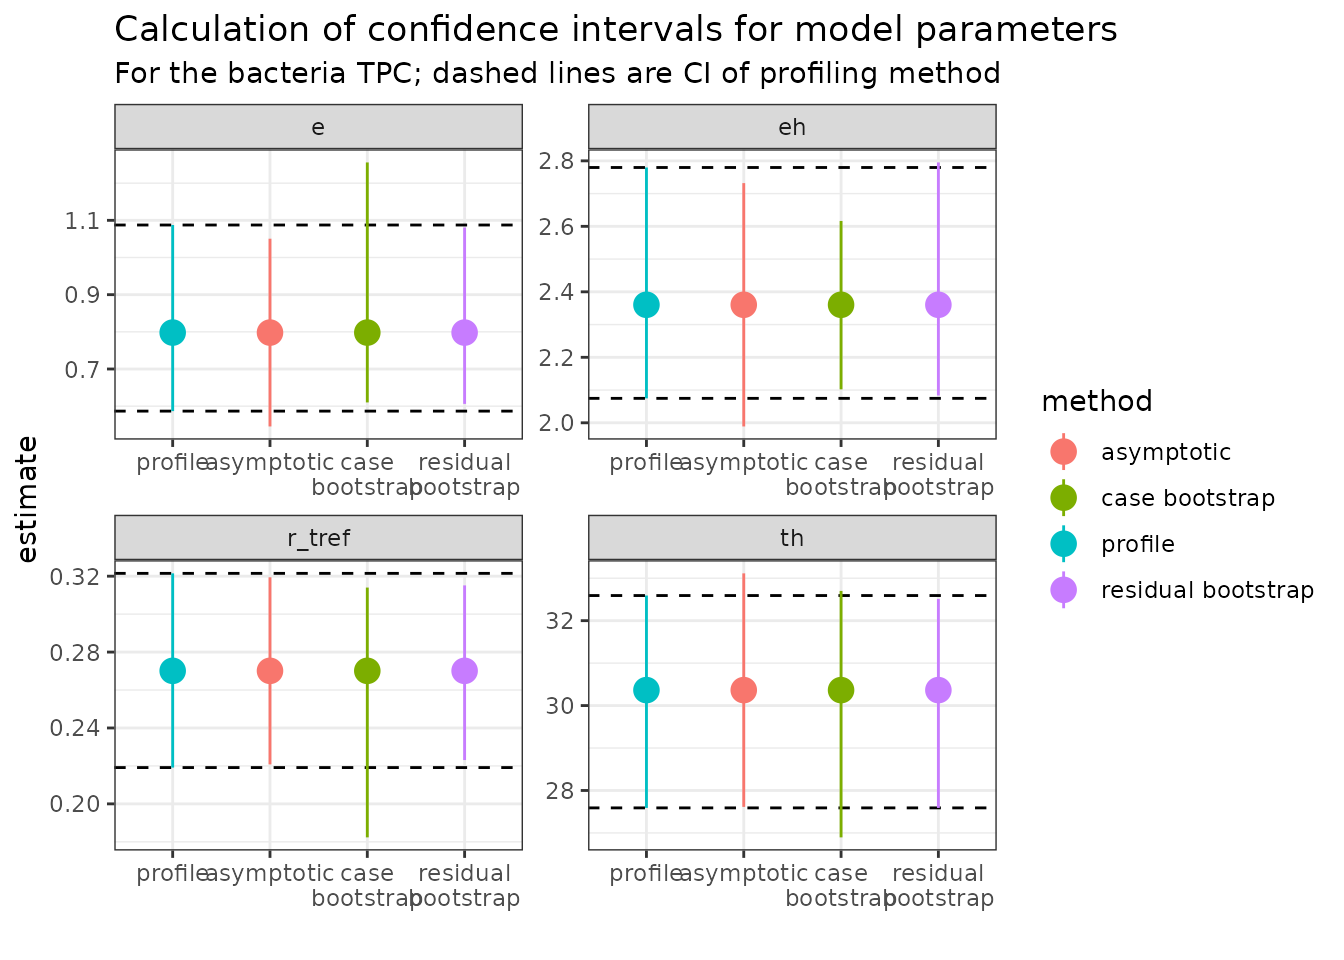 Calculation of confidence intervals for model parameters
For the bacteria TPC; dashed lines are CI of profiling method
estimate
e
1.1
0.9
0.7
profile asymptotic case bootstrap residual bootstrap
eh
2.8
2.6
2.4
2.2
2.0
profile asymptotic case bootstrap residual bootstrap
r_tref
0.32
0.28
0.24
0.20
profile asymptotic case bootstrap residual bootstrap
th
32
30
28
profile asymptotic case bootstrap residual bootstrap
method
asymptotic
case bootstrap
profile
residual bootstrap